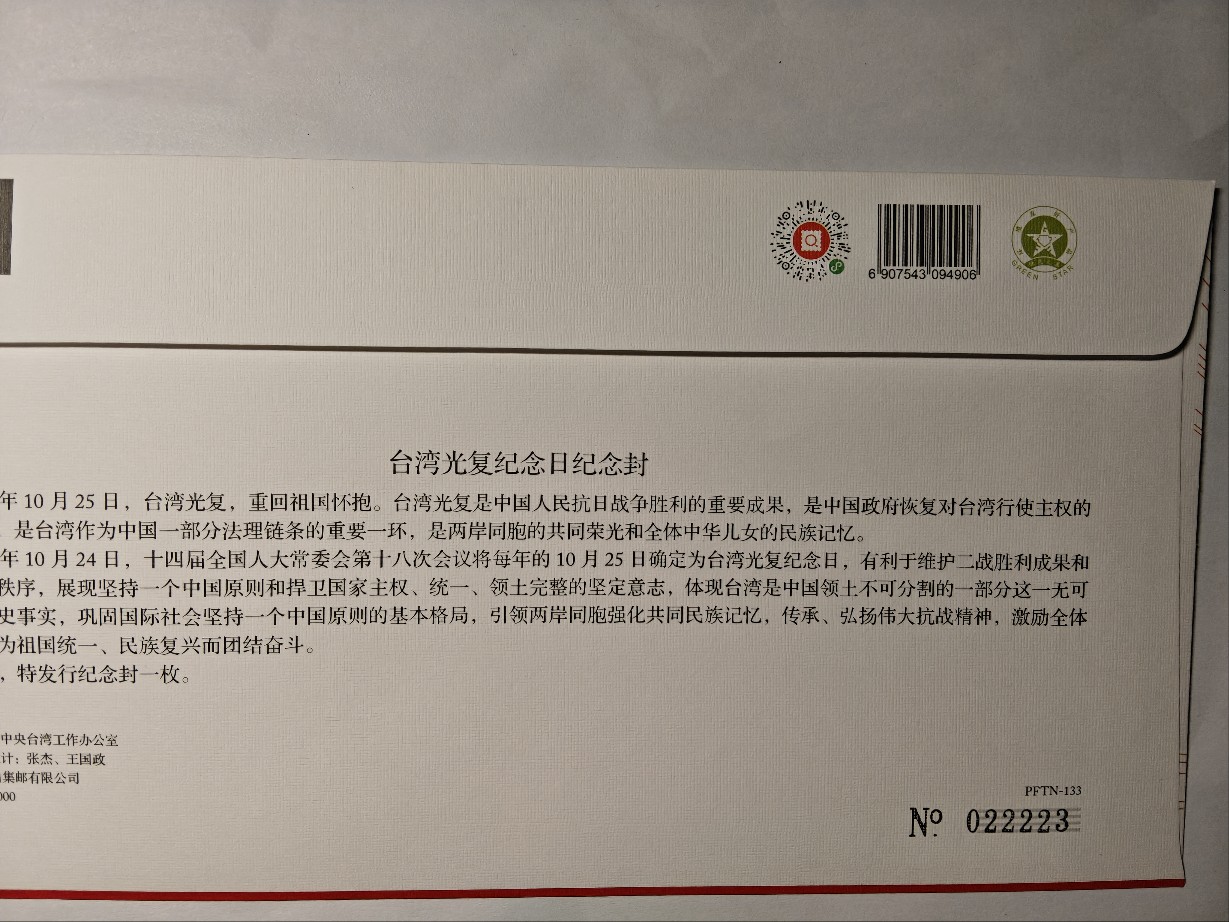 6 907543 094906
GREEN STAR
台湾光复纪念日纪念封
年 10 月 25 日，台湾光复，重回祖国怀抱。台湾光复是中国人民抗日战争胜利的重要成果，是中国政府恢复对台湾行使主权的
是台湾作为中国一部分法理链条的重要一环，是两岸同胞的共同荣光和全体中华儿女的民族记忆。
年 10 月 24 日，十四届全国人大常委会第十八次会议将每年的 10 月 25 日确定为台湾光复纪念日，有利于维护二战胜利成果和
秩序，展现坚持一个中国原则和捍卫国家主权、统一、领土完整的坚定意志，体现台湾是中国领土不可分割的一部分这一无可
史事实，巩固国际社会坚持一个中国原则的基本格局，引领两岸同胞强化共同民族记忆，传承、弘扬伟大抗战精神，激励全体
为祖国统一、民族复兴而团结奋斗。
，特发行纪念封一枚。
中央台湾工作办公室
计：张杰、王国政
集邮有限公司
000
PFTN-133
Nº 022223